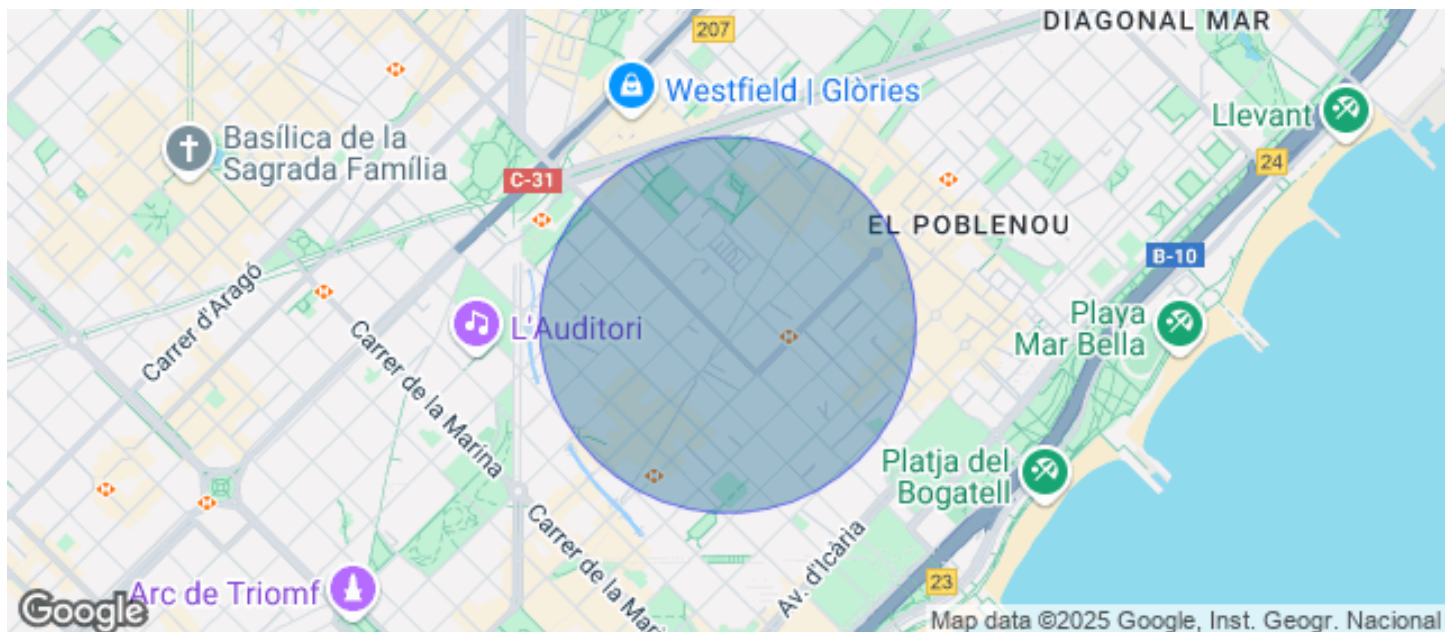 DIAGONAL MAR
207
Westfield | Glòries
Llevant
Basílica de la
Sagrada Família
24
C-31
EL POBLENOU
B-10
Carrer d'Aragó
L'Auditori
Playa
Mar Bella
Carrer de la Marina
Platja del
Bogatell
Carrer de la Mari
Av. d'Icària
23
Arc de Triomf
Google
Map data ©2025 Google, Inst. Geogr. Nacional